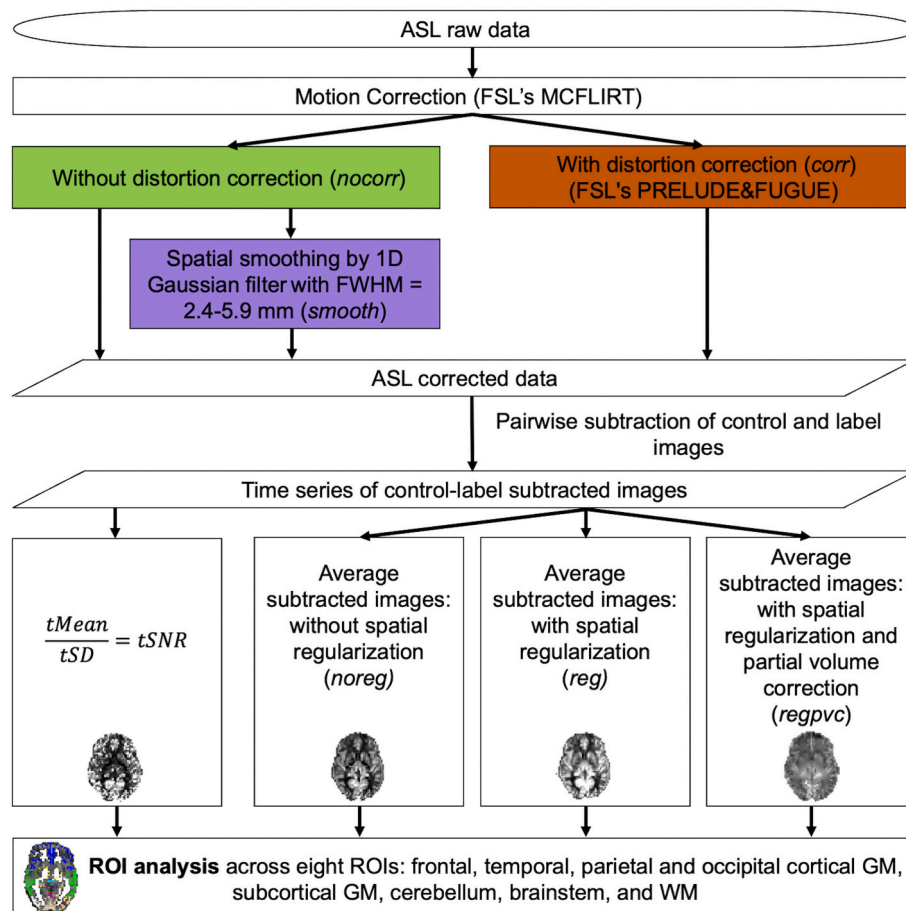 ASL raw data
Motion Correction (FSL's MCFLIRT)
Without distortion correction (nocorr)
With distortion correction (corr)
(FSL's PRELUDE&FUGUE)
Spatial smoothing by 1D
Gaussian filter with FWHM =
2.4-5.9 mm (smooth)
ASL corrected data
Pairwise subtraction of control and label
images
Time series of control-label subtracted images
tMean/tSD = tSNR
Average
subtracted images:
without spatial
regularization
(noreg)
Average
subtracted images:
with spatial
regularization
(reg)
Average
subtracted images:
with spatial
regularization and
partial volume
correction
(regpvc)
ROI analysis across eight ROIs: frontal, temporal, parietal and occipital cortical GM,
subcortical GM, cerebellum, brainstem, and WM